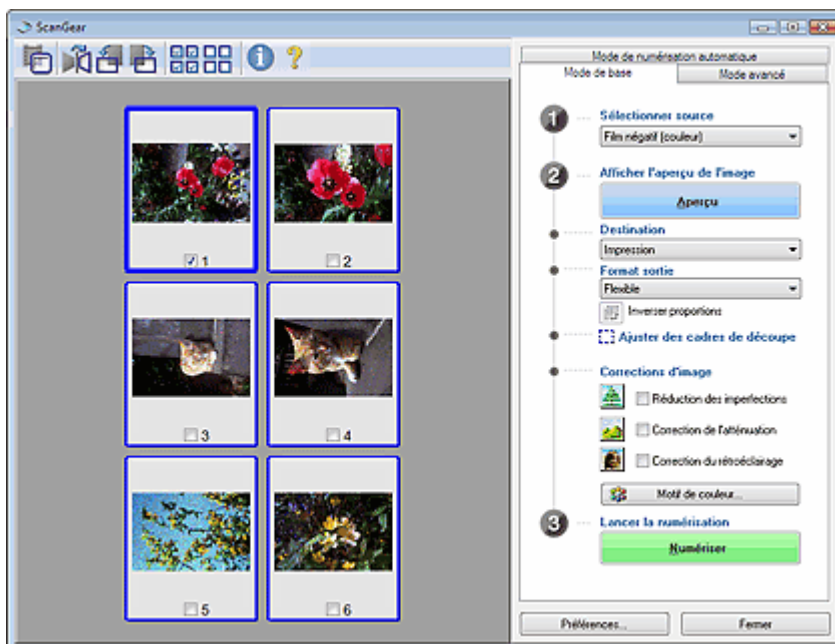 ScanGear
Mode de numérisation automatique
Mode de base
Mode avancé
1
Sélectionner source
Film négatif (couleur)
2
Afficher l'aperçu de l'image
Aperçu
Destination
Impression
Format sortie
Flexible
Inverser proportions
Ajuster des cadres de découpe
Corrections d'image
Réduction des imperfections
Correction de l'atténuation
Correction du rétroéclairage
Motif de couleur...
3
Lancer la numérisation
Numériser
Préférences...
Fermer
1
2
3
4
5
6